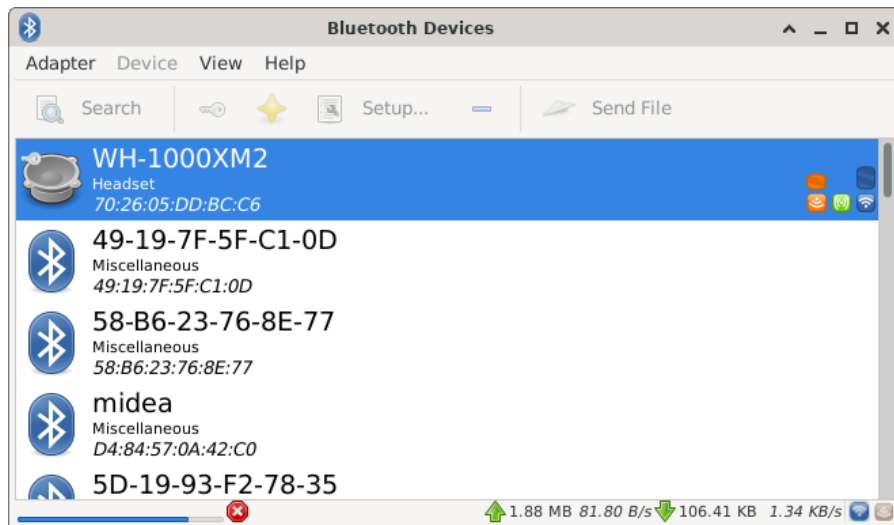 Bluetooth Devices
Adapter Device View Help
Search Setup... Send File
WH-1000XM2
Headset
70:26:05:DD:BC:C6
49-19-7F-5F-C1-0D
Miscellaneous
49:19:7F:5F:C1:0D
58-B6-23-76-8E-77
Miscellaneous
58:B6:23:76:8E:77
midea
Miscellaneous
D4:84:57:0A:42:C0
5D-19-93-F2-78-35
1.88 MB 81.80 B/s 106.41 KB 1.34 KB/s